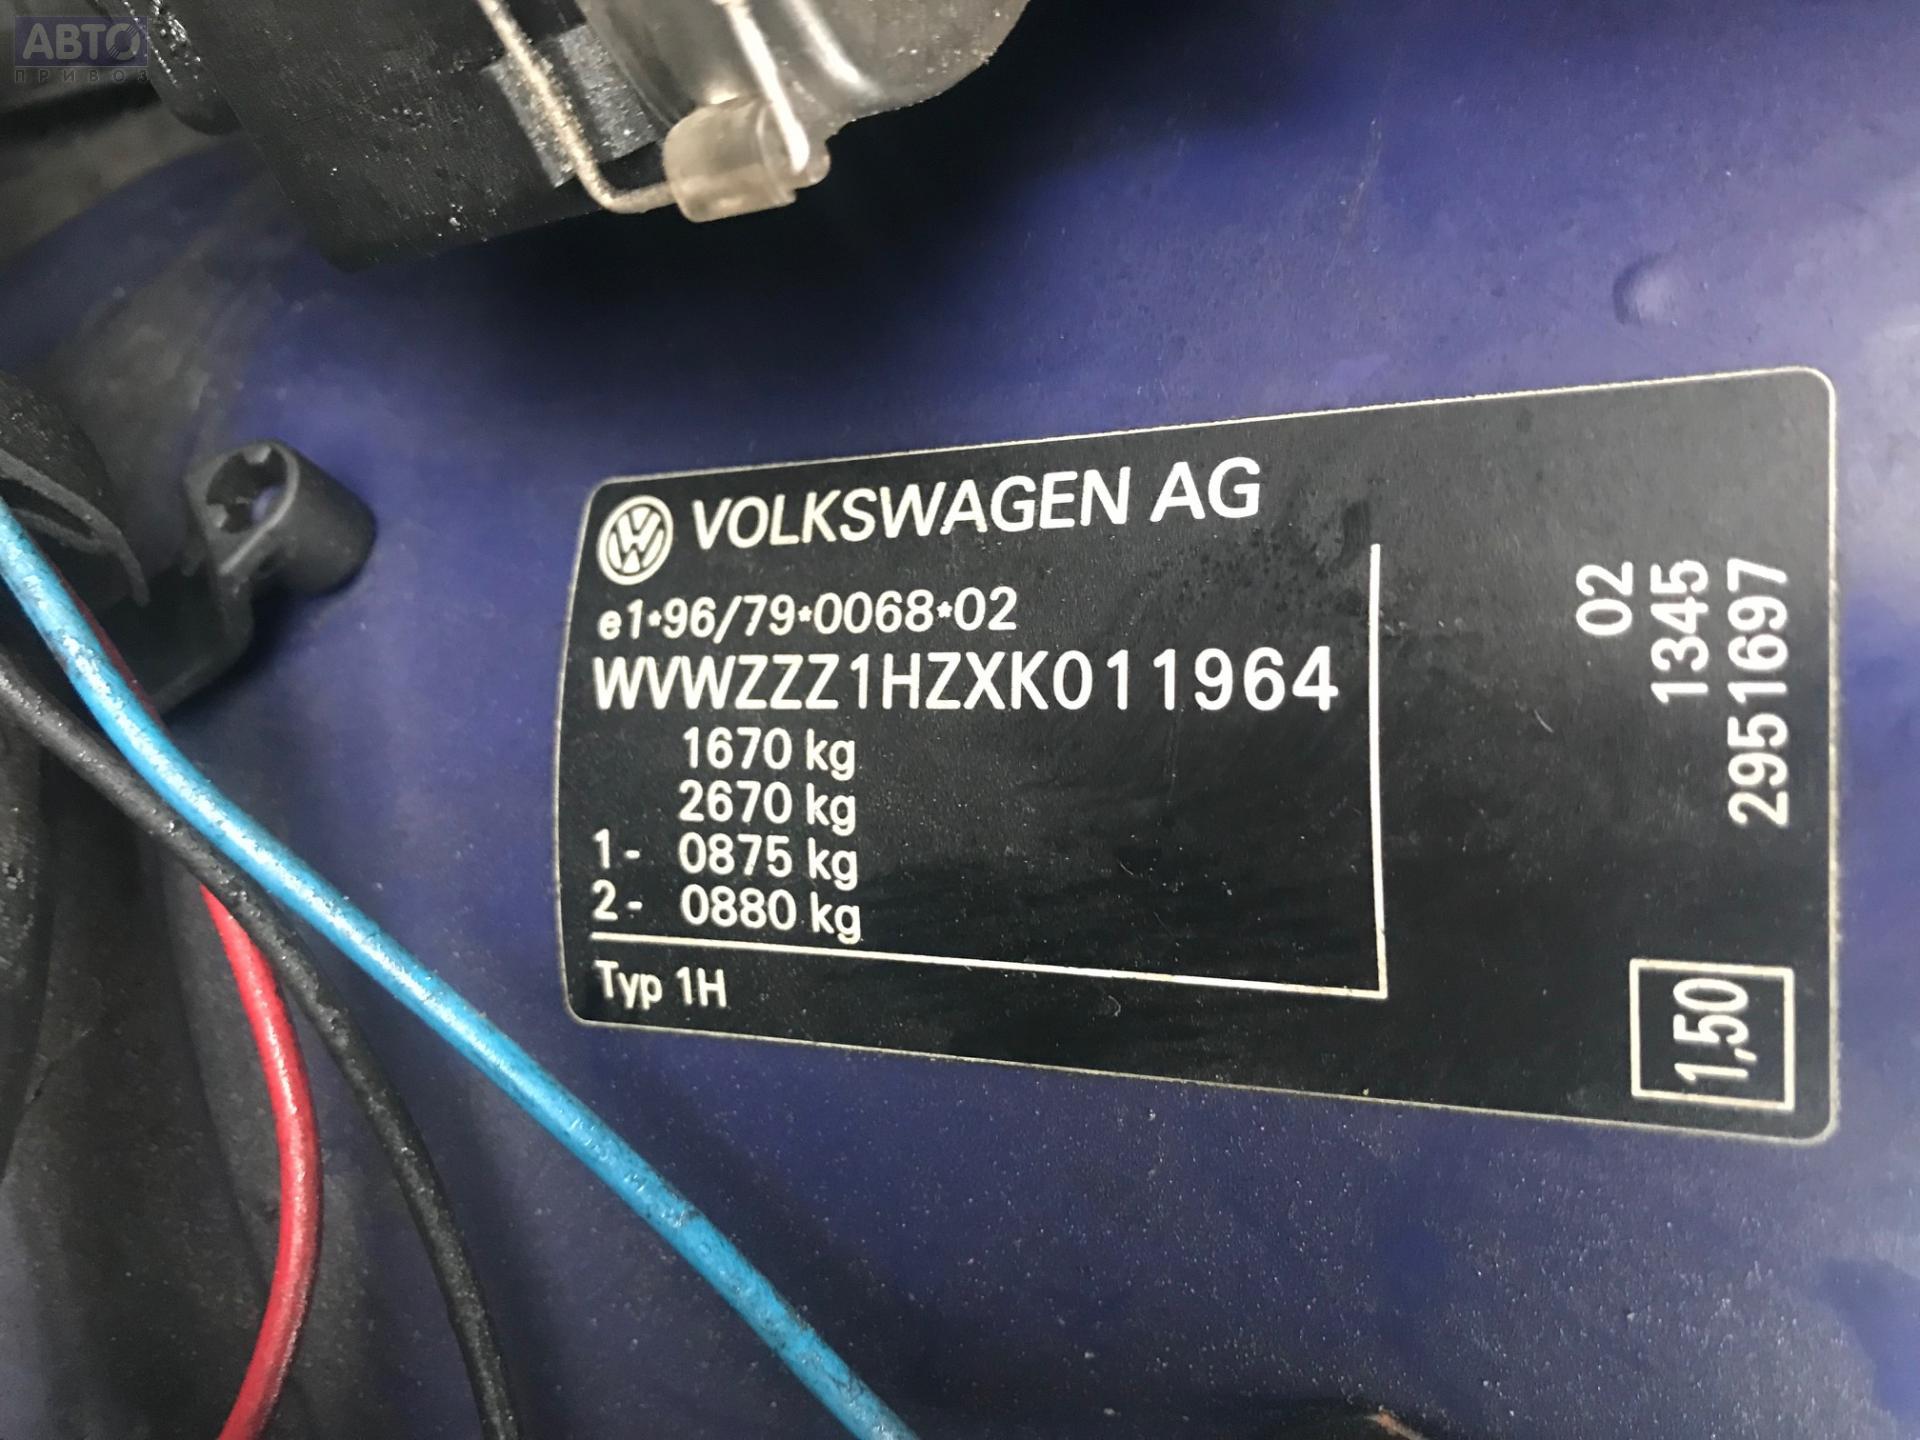 АВТО
ПРИВОЗ
VOLKSWAGEN AG
e1*96/79*0068*02
WVWZZZ1HZXK011964
1670 kg
2670 kg
1- 0875 kg
2- 0880 kg
Typ 1H
02
1345
2951697
1,50